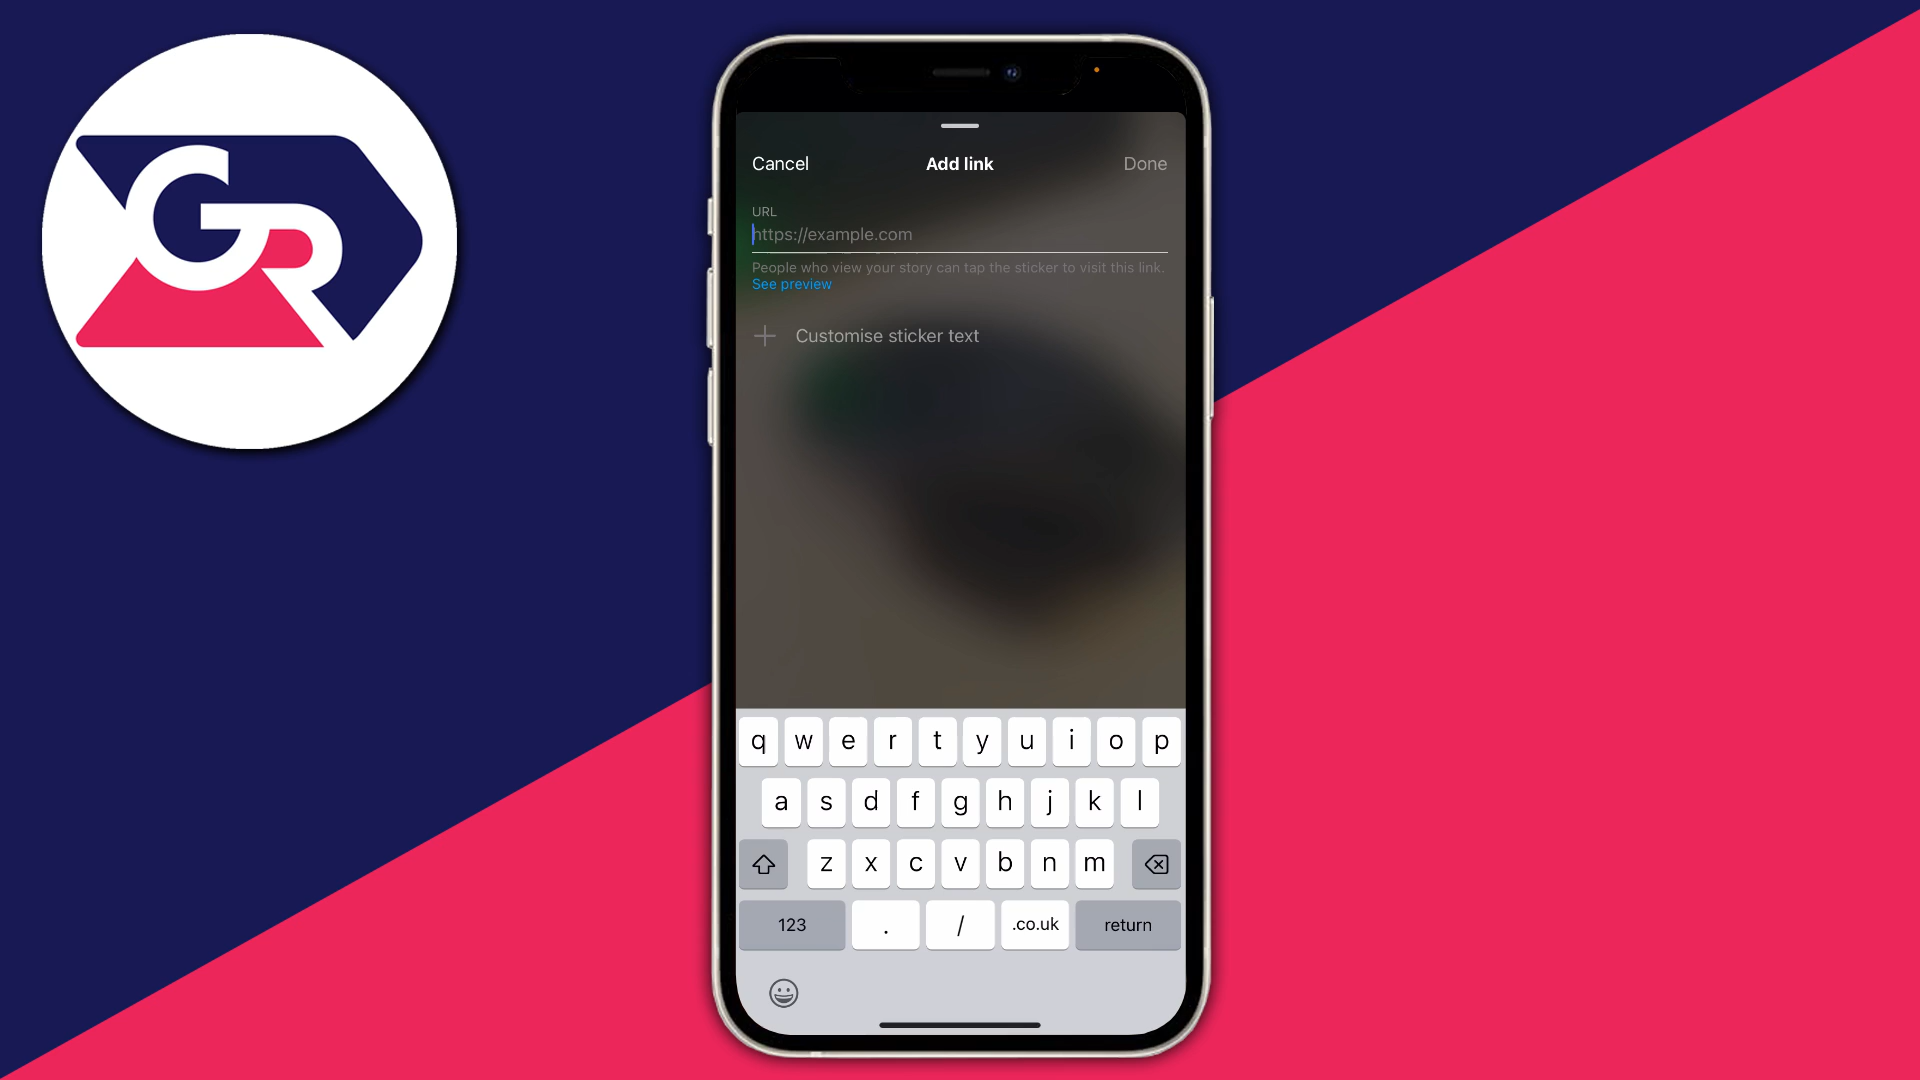 GR
Cancel Add link Done
URL
https://example.com
People who view your story can tap the sticker to visit this link.
See preview
+ Customise sticker text
q w e r t y u i o p
a s d f g h j k l
z x c v b n m
123 . / .co.uk return